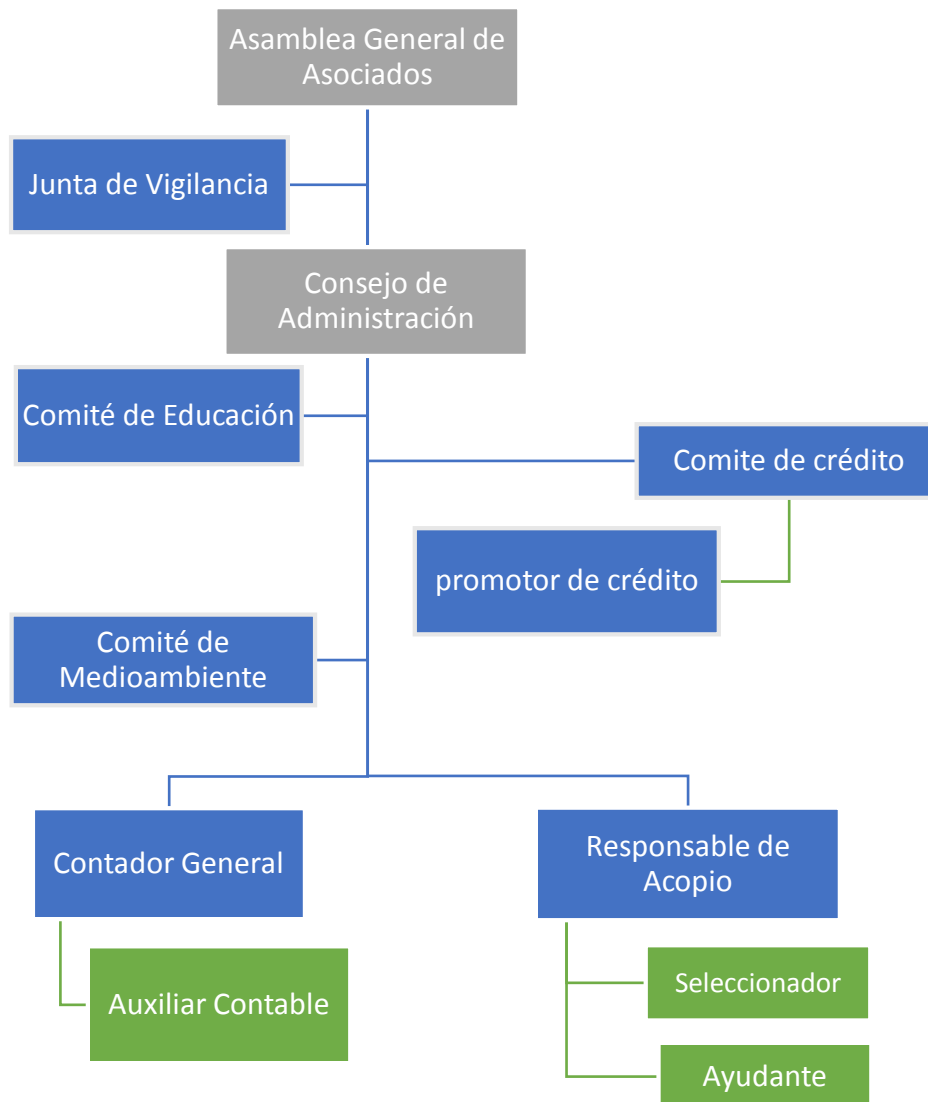 Asamblea General de
Asociados
Junta de Vigilancia
Consejo de
Administración
Comité de Educación
Comite de crédito
promotor de crédito
Comité de
Medioambiente
Contador General
Responsable de
Acopio
Auxiliar Contable
Seleccionador
Ayudante